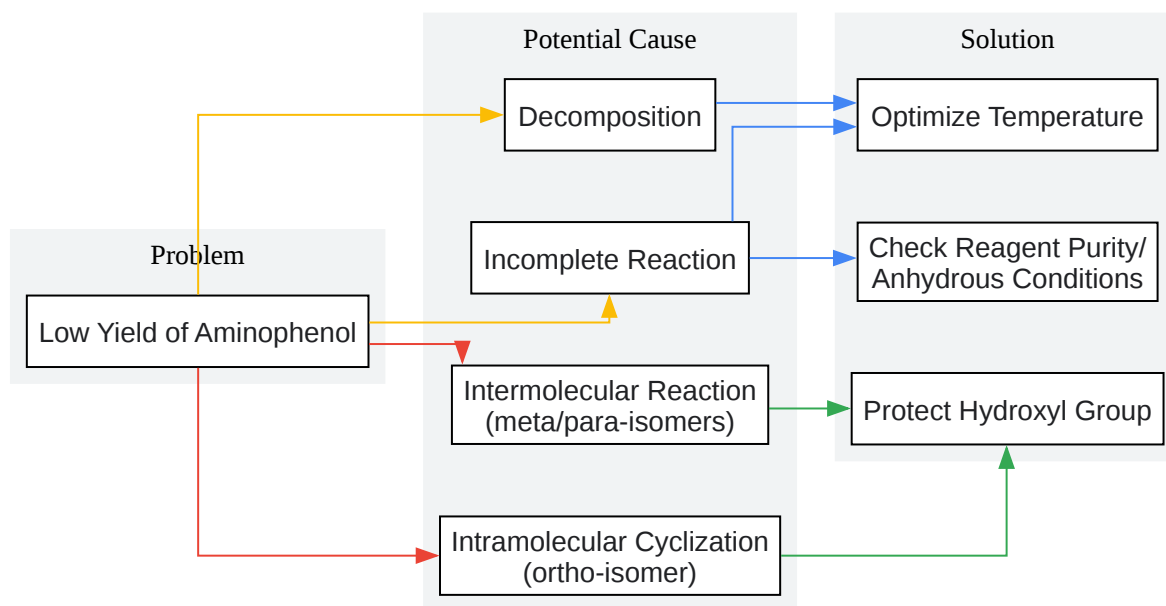 Potential Cause
Solution
Decomposition
Optimize Temperature
Problem
Incomplete Reaction
Check Reagent Purity/
Anhydrous Conditions
Low Yield of Aminophenol
Intermolecular Reaction
(meta/para-isomers)
Protect Hydroxyl Group
Intramolecular Cyclization
(ortho-isomer)